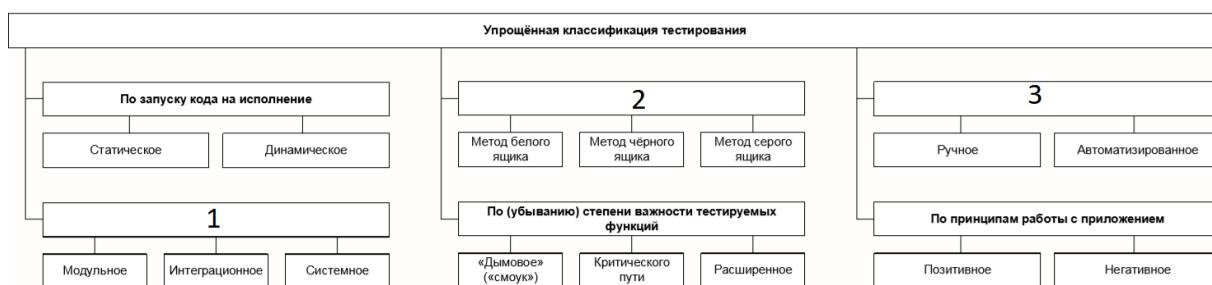 Упрощённая классификация тестирования
По запуску кода на исполнение
2
3
Статическое
Динамическое
Метод белого
ящика
Метод чёрного
ящика
Метод серого
ящика
Ручное
Автоматизированное
1
По (убыванию) степени важности тестируемых
функций
По принципам работы с приложением
Модульное
Интеграционное
Системное
«Дымовое»
(«смоук»)
Критического
пути
Расширенное
Позитивное
Негативное